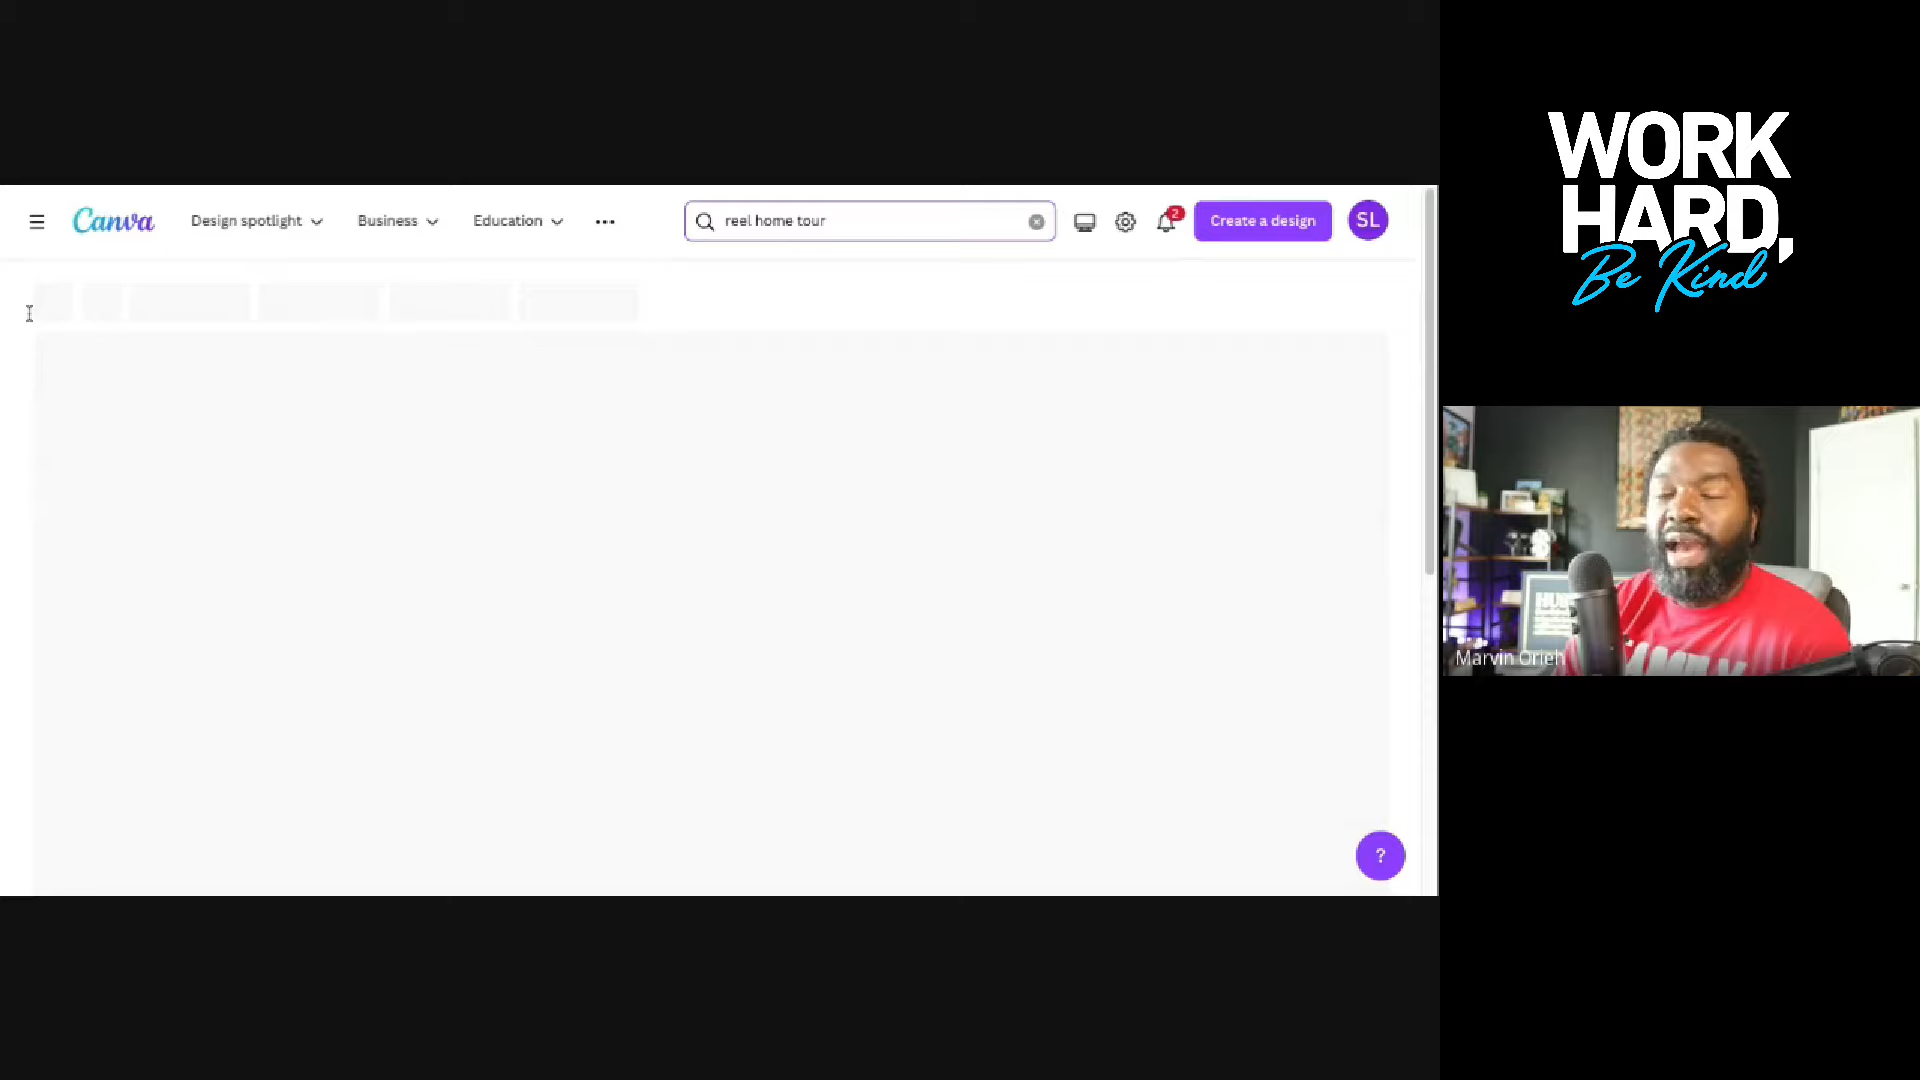 Canva
Design spotlight
Business
Education
reel home tour
2
Create a design
SL
?
WORK
HARD,
Be Kind
Marvin Orieh